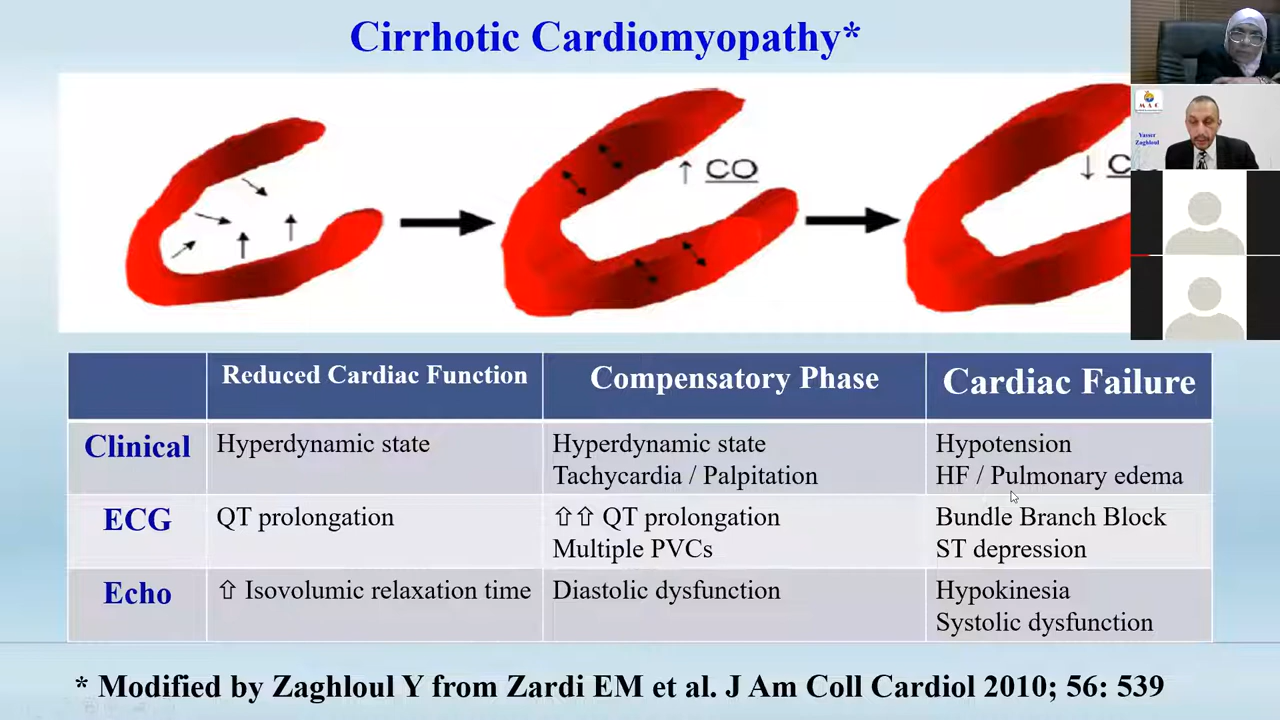 Cirrhotic Cardiomyopathy*
↑ CO
↓ C
M A C
Yasser
Zaghloul
Reduced Cardiac Function
Compensatory Phase
Cardiac Failure
Clinical
Hyperdynamic state
Hyperdynamic state
Tachycardia / Palpitation
Hypotension
HF / Pulmonary edema
ECG
QT prolongation
⇧⇧ QT prolongation
Multiple PVCs
Bundle Branch Block
ST depression
Echo
⇧ Isovolumic relaxation time
Diastolic dysfunction
Hypokinesia
Systolic dysfunction
* Modified by Zaghloul Y from Zardi EM et al. J Am Coll Cardiol 2010; 56: 539